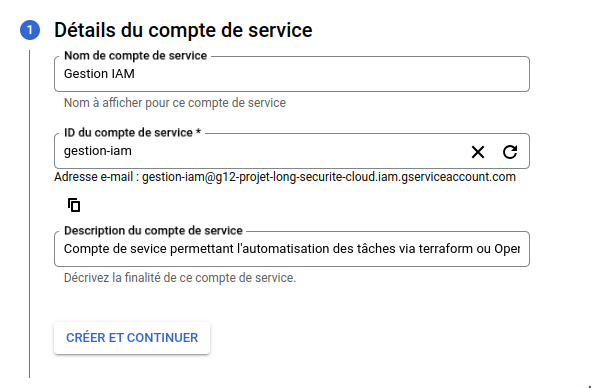 1 Détails du compte de service
Nom de compte de service
Gestion IAM
Nom à afficher pour ce compte de service
ID du compte de service *
gestion-iam
Adresse e-mail : gestion-iam@g12-projet-long-securite-cloud.iam.gserviceaccount.com
Description du compte de service
Compte de sevice permettant l'automatisation des tâches via terraform ou Oper
Décrivez la finalité de ce compte de service.
CRÉER ET CONTINUER